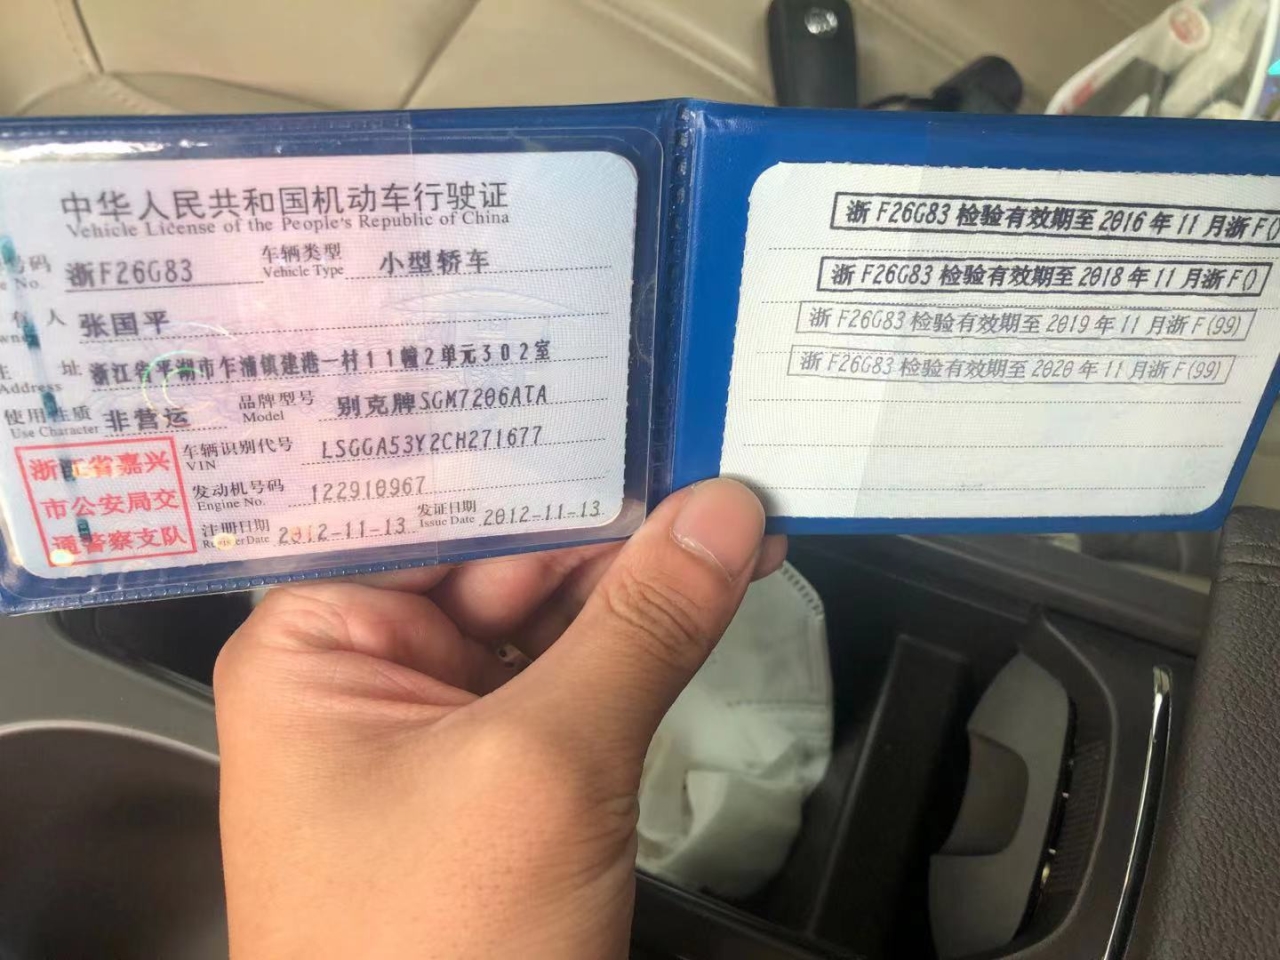 中华人民共和国机动车行驶证
Vehicle License of the People's Republic of China
号码 浙F26G83 车辆类型 小型轿车
e No. Vehicle Type
人 张国平
址 浙江省平湖市乍浦镇建港一村11幢2单元302室
Address
使用性质 非营运 品牌型号 别克牌SGM7206ATA
Use Character Model
浙江省嘉兴
市公安局交
通警察支队
车辆识别代号 LSGGA53Y2CH271677
VIN
发动机号码 122910967
Engine No.
注册日期 2012-11-13 发证日期 2012-11-13
Issue Date
浙F26G83检验有效期至2016年11月浙F()
浙F26G83检验有效期至2018年11月浙F()
浙F26G83检验有效期至2019年11月浙F(99)
浙F26G83检验有效期至2020年11月浙F(99)